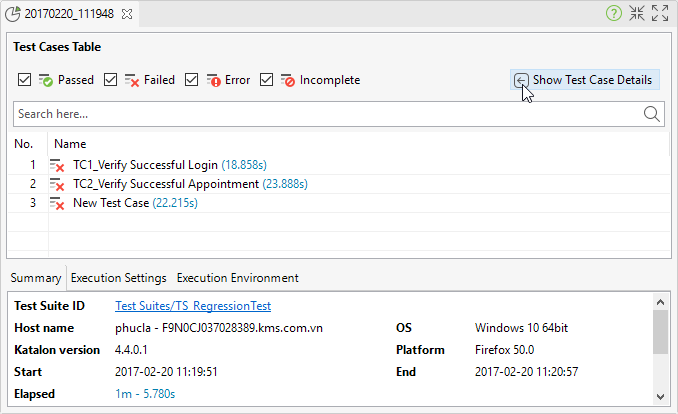 20170220_111948
Test Cases Table
Passed Failed Error Incomplete Show Test Case Details
Search here...
No. Name
1 TC1_Verify Successful Login (18.858s)
2 TC2_Verify Successful Appointment (23.888s)
3 New Test Case (22.215s)
Summary Execution Settings Execution Environment
Test Suite ID Test Suites/TS_RegressionTest
Host name phucla - F9N0CJ037028389.kms.com.vn OS Windows 10 64bit
Katalon version 4.4.0.1 Platform Firefox 50.0
Start 2017-02-20 11:19:51 End 2017-02-20 11:20:57
Elapsed 1m - 5.780s